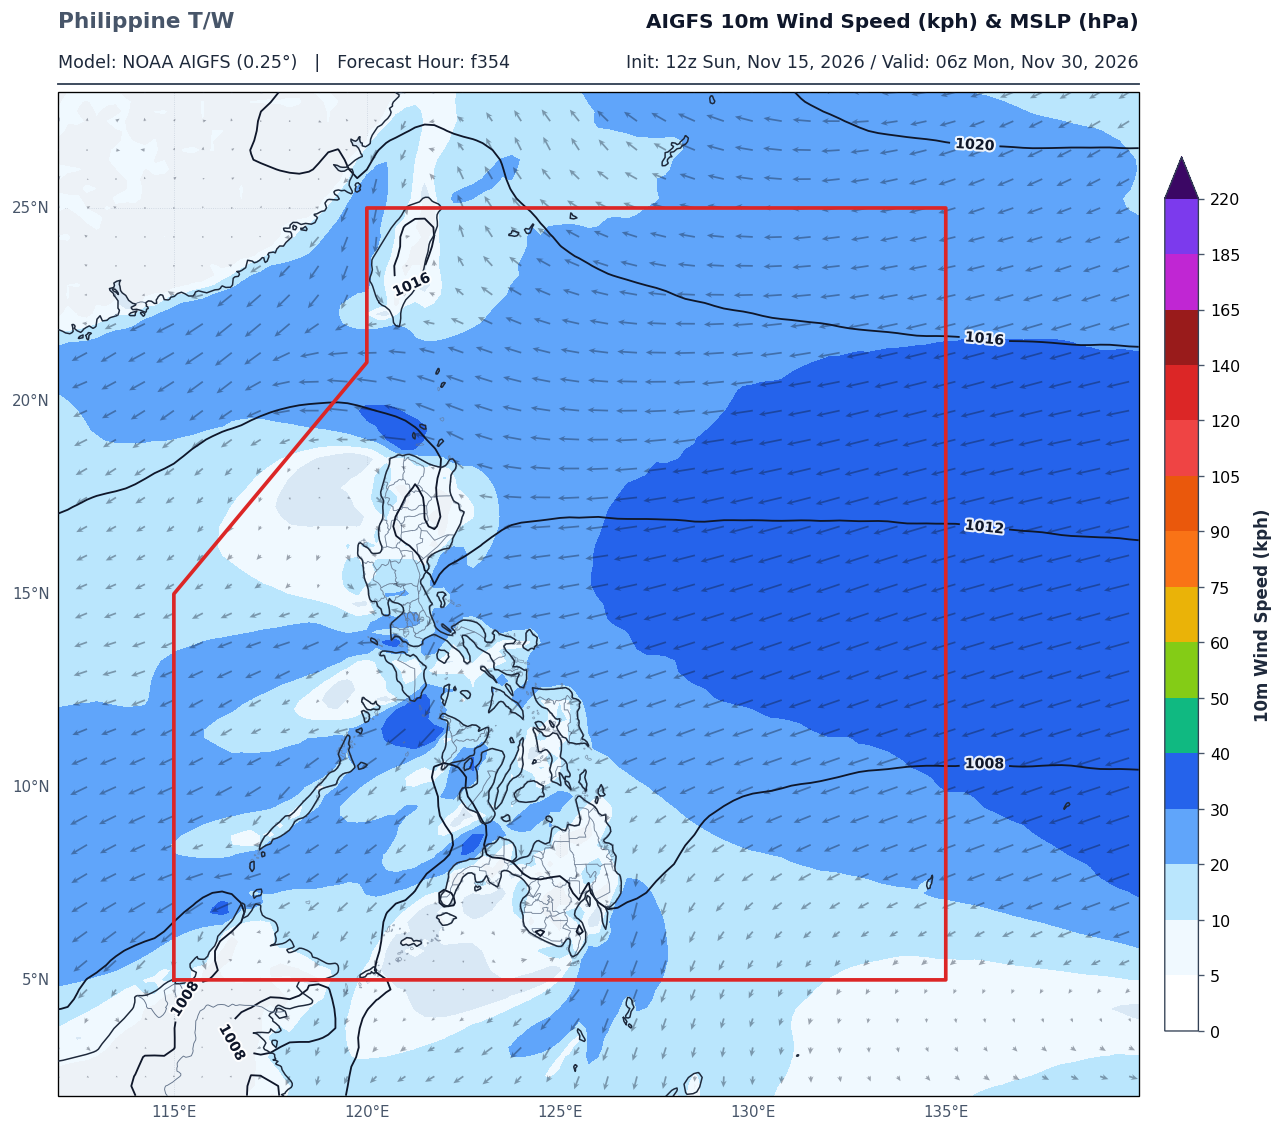 Philippine T/W
AIGFS 10m Wind Speed (kph) & MSLP (hPa)
Model: NOAA AIGFS (0.25°) | Forecast Hour: f354
Init: 12z Sun, Nov 15, 2026 / Valid: 06z Mon, Nov 30, 2026
1020
1016
1016
1012
1008
1008
1008
25°N
20°N
15°N
10°N
5°N
115°E
120°E
125°E
130°E
135°E
220
185
165
140
120
105
90
75
60
50
40
30
20
10
5
0
10m Wind Speed (kph)